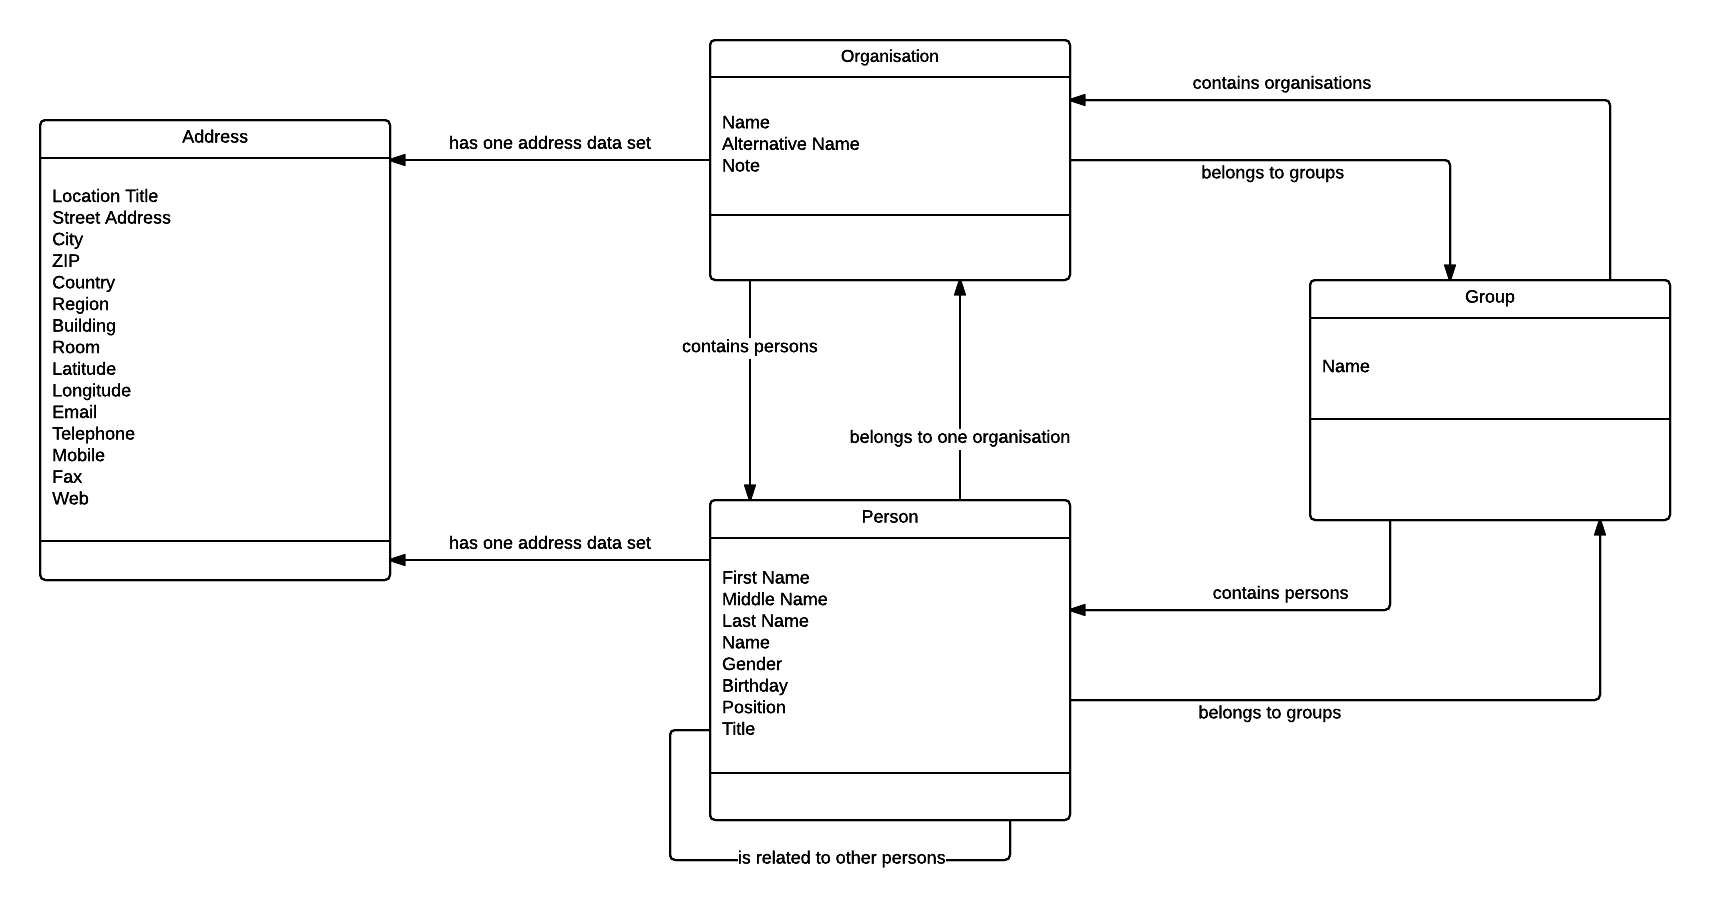 Organisation
Name
Alternative Name
Note
contains organisations
belongs to groups
has one address data set
Address
Location Title
Street Address
City
ZIP
Country
Region
Building
Room
Latitude
Longitude
Email
Telephone
Mobile
Fax
Web
Group
Name
contains persons
belongs to one organisation
has one address data set
Person
First Name
Middle Name
Last Name
Name
Gender
Birthday
Position
Title
contains persons
belongs to groups
is related to other persons